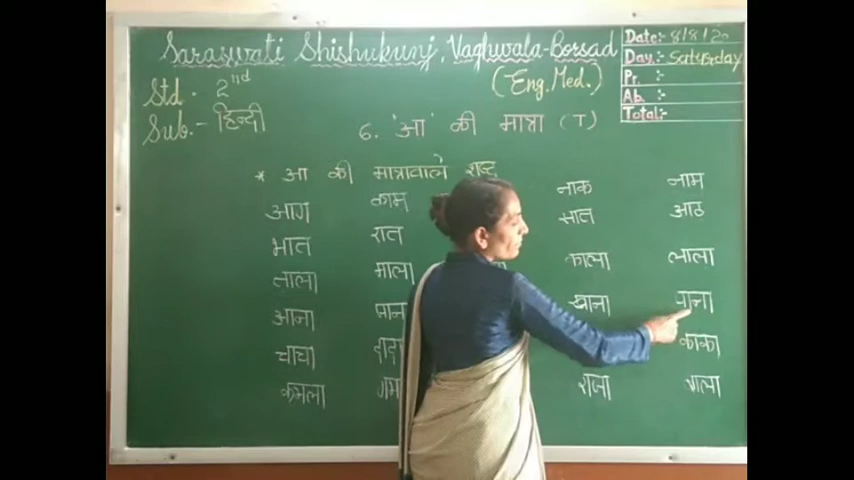 Saraswati Shishukunj, Vaghwala-Borsad
(Eng. Med.)
Date:- 8/8/20
Day:- Saturday
Pr. :-
Ab. :-
Total:-
Std. - 2nd
Sub. - हिन्दी
6. 'आ' की मात्रा (ा)
* आ की मात्रावाले शब्द
आग काम नाक नाम
भात रात सात आठ
ताला माला काला लाला
आना पान खाना पाना
चाचा दादा काका
कमला राजा